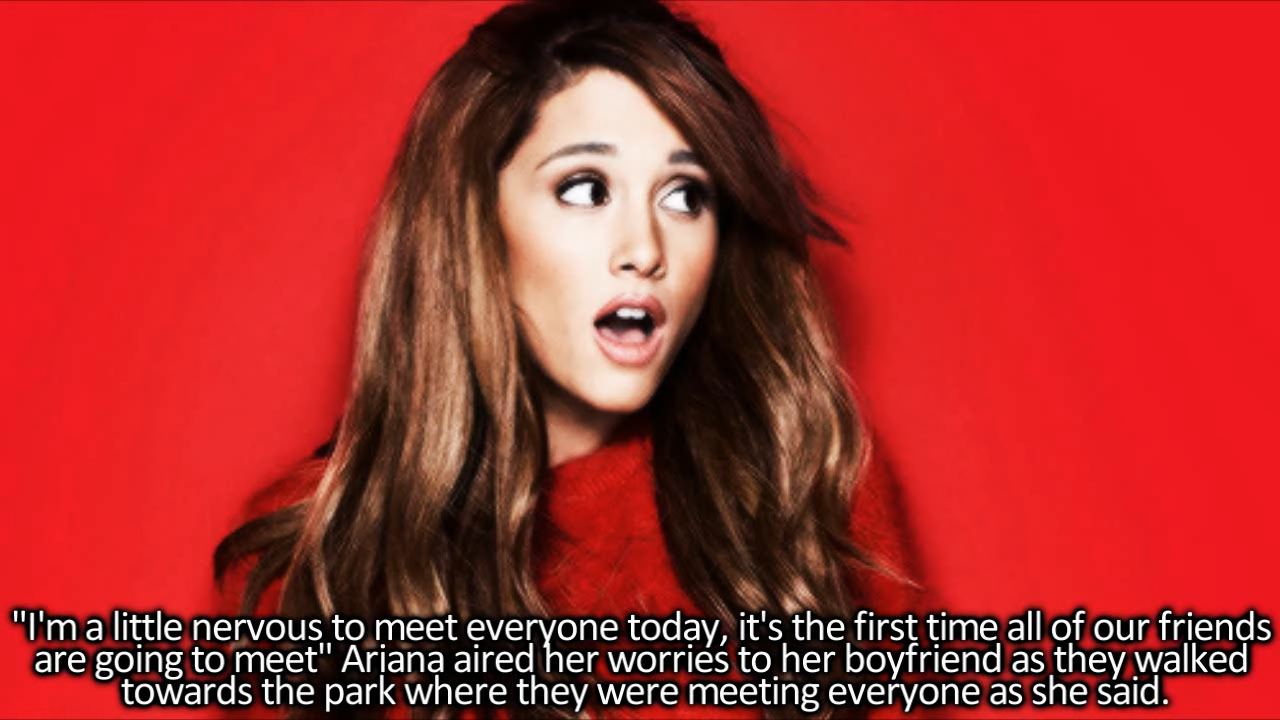 "I'm a little nervous to meet everyone today, it's the first time all of our friends
are going to meet" Ariana aired her worries to her boyfriend as they walked
towards the park where they were meeting everyone as she said.